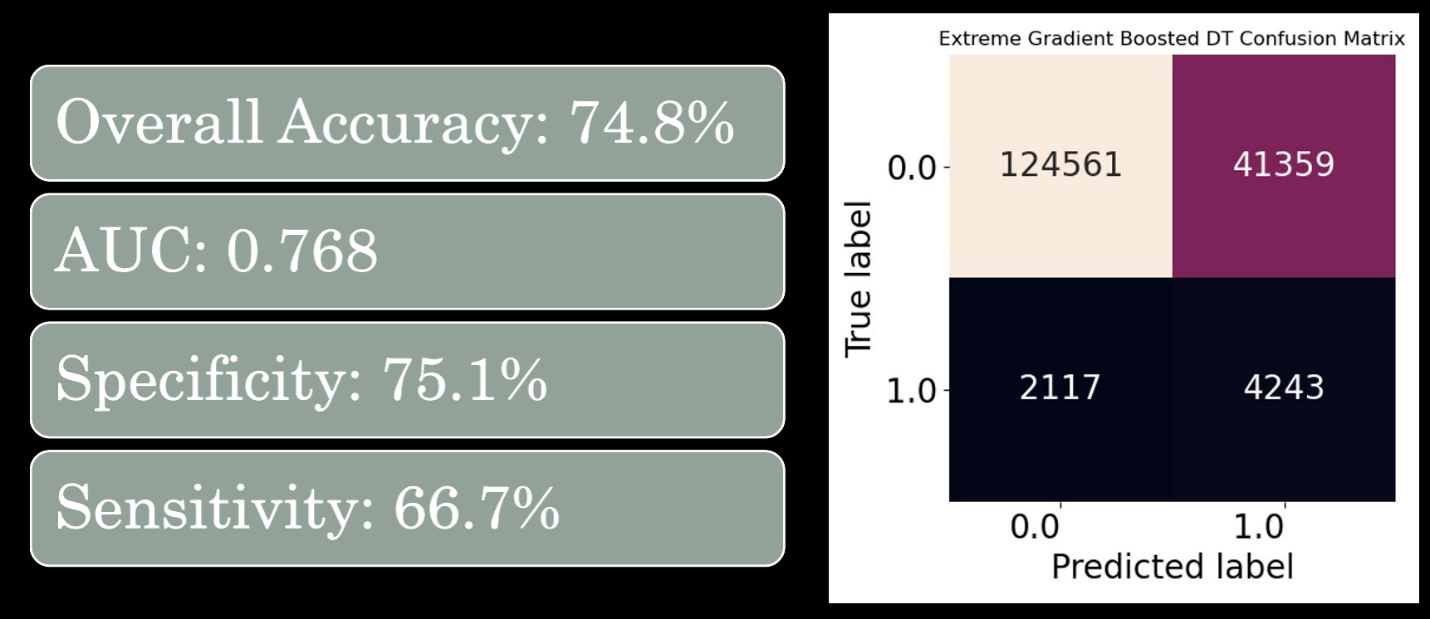 Overall Accuracy: 74.8%
AUC: 0.768
Specificity: 75.1%
Sensitivity: 66.7%
Extreme Gradient Boosted DT Confusion Matrix
True label
0.0
124561
41359
1.0
2117
4243
0.0
1.0
Predicted label